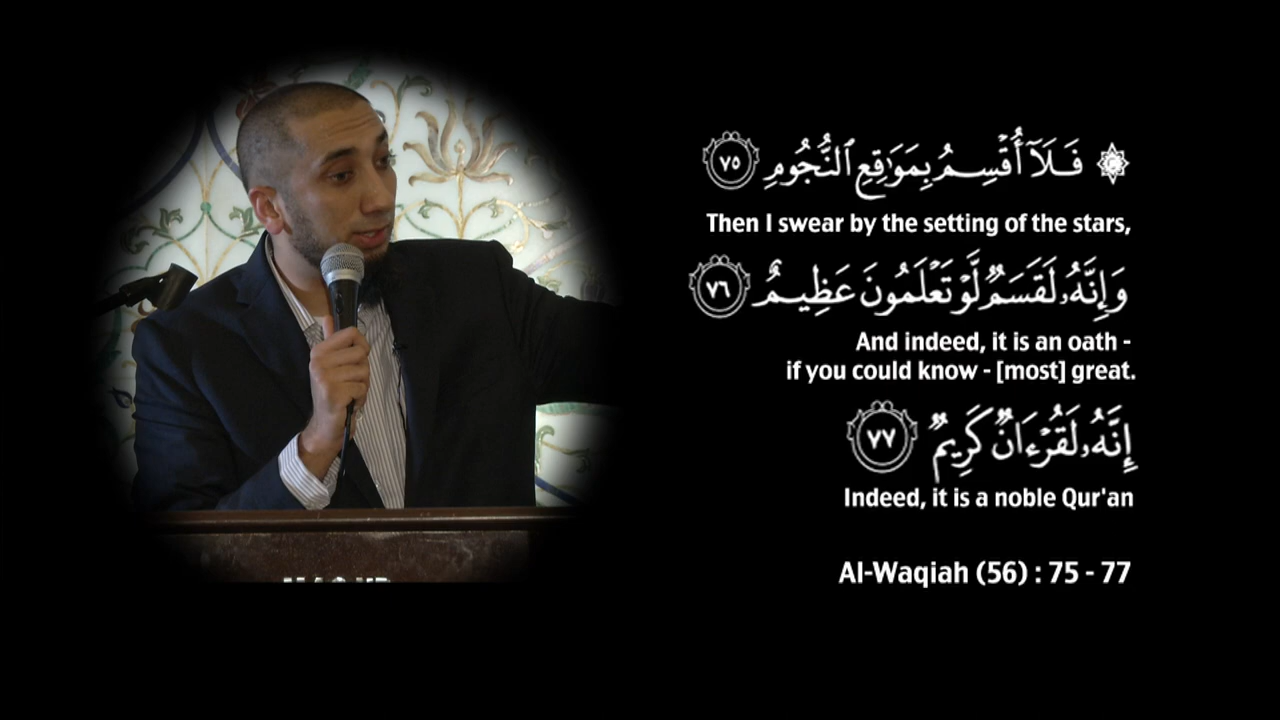 ۞ فَلَآ أُقْسِمُ بِمَوَٰقِعِ ٱلنُّجُومِ ٧٥
Then I swear by the setting of the stars,
وَإِنَّهُۥ لَقَسَمٌ لَّوْ تَعْلَمُونَ عَظِيمٌ ٧٦
And indeed, it is an oath -
if you could know - [most] great.
إِنَّهُۥ لَقُرْءَانٌ كَرِيمٌ ٧٧
Indeed, it is a noble Qur'an
Al-Waqiah (56) : 75 - 77